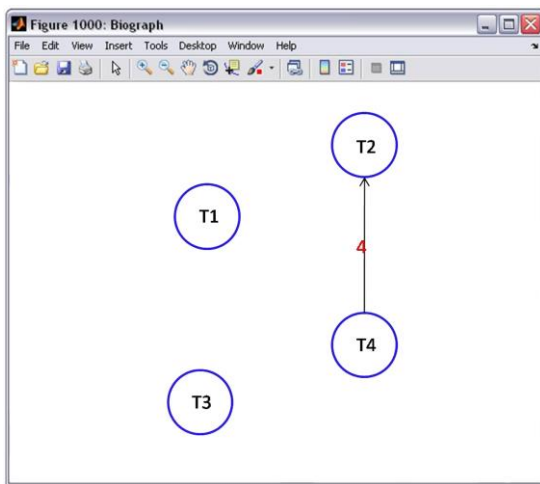 Figure 1000: Biograph
File Edit View Insert Tools Desktop Window Help
T2
T1
4
T4
T3